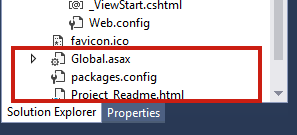 _ViewStart.cshtml
Web.config
favicon.ico
Global.asax
packages.config
Project_Readme.html
Solution Explorer Properties